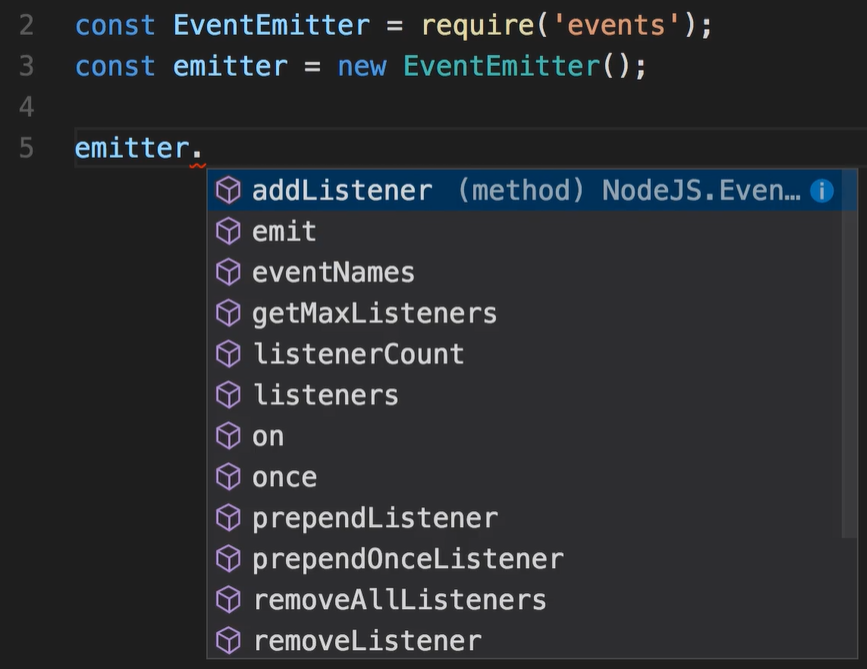 2 const EventEmitter = require('events');
3 const emitter = new EventEmitter();
4
5 emitter.
addListener (method) NodeJS.Even...
emit
eventNames
getMaxListeners
listenerCount
listeners
on
once
prependListener
prependOnceListener
removeAllListeners
removeListener